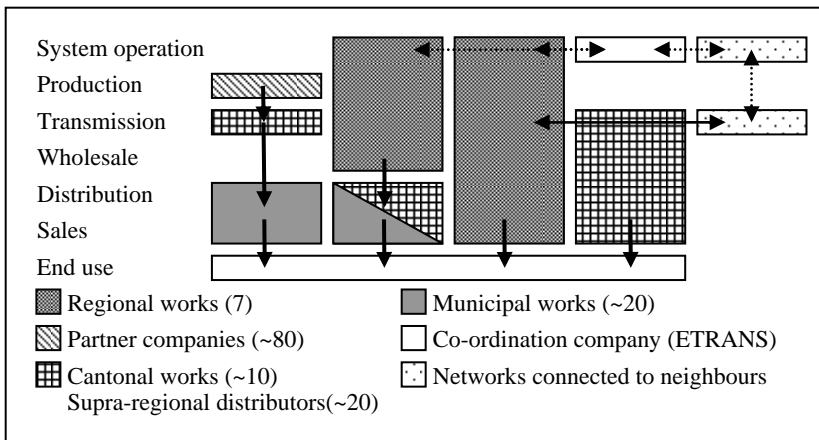 System operation
Production
Transmission
Wholesale
Distribution
Sales
End use
Regional works (7)
Municipal works (~20)
Partner companies (~80)
Co-ordination company (ETRANS)
Cantonal works (~10)
Networks connected to neighbours
Supra-regional distributors(~20)